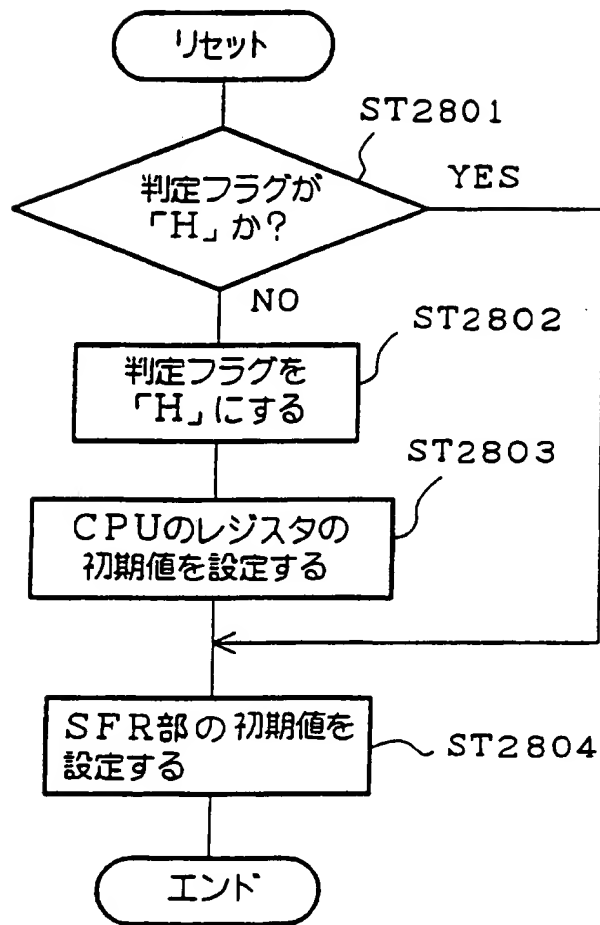 リセット
ST2801
判定フラグが
「H」か?
YES
NO
ST2802
判定フラグを
「H」にする
ST2803
CPUのレジスタの
初期値を設定する
SFR部の初期値を
設定する
ST2804
エンド